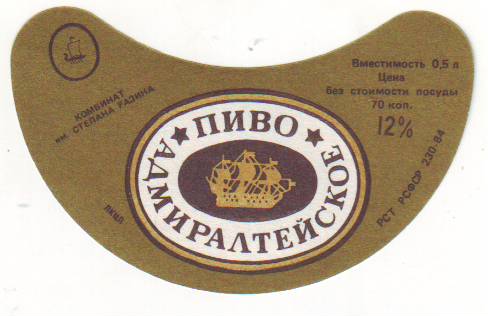 КОМБИНАТ
им. СТЕПАНА РАЗИНА
Вместимость 0,5 л
Цена
без стоимости посуды
70 коп.
12%
★ ПИВО ★
АДМИРАЛТЕЙСКОЕ
РСТ РСФСР 230-84